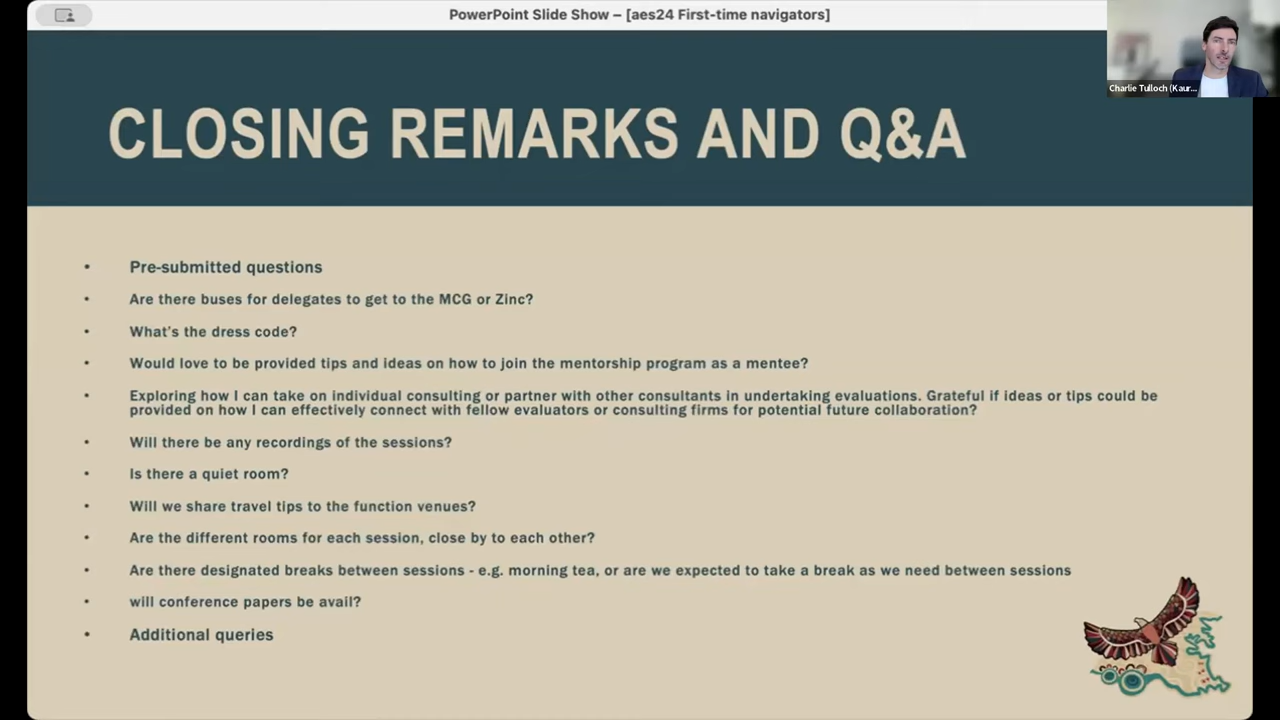 PowerPoint Slide Show – [aes24 First-time navigators]
Charlie Tulloch (Kaur...
CLOSING REMARKS AND Q&A
• Pre-submitted questions
• Are there buses for delegates to get to the MCG or Zinc?
• What's the dress code?
• Would love to be provided tips and ideas on how to join the mentorship program as a mentee?
• Exploring how I can take on individual consulting or partner with other consultants in undertaking evaluations. Grateful if ideas or tips could be
provided on how I can effectively connect with fellow evaluators or consulting firms for potential future collaboration?
• Will there be any recordings of the sessions?
• Is there a quiet room?
• Will we share travel tips to the function venues?
• Are the different rooms for each session, close by to each other?
• Are there designated breaks between sessions - e.g. morning tea, or are we expected to take a break as we need between sessions
• will conference papers be avail?
• Additional queries